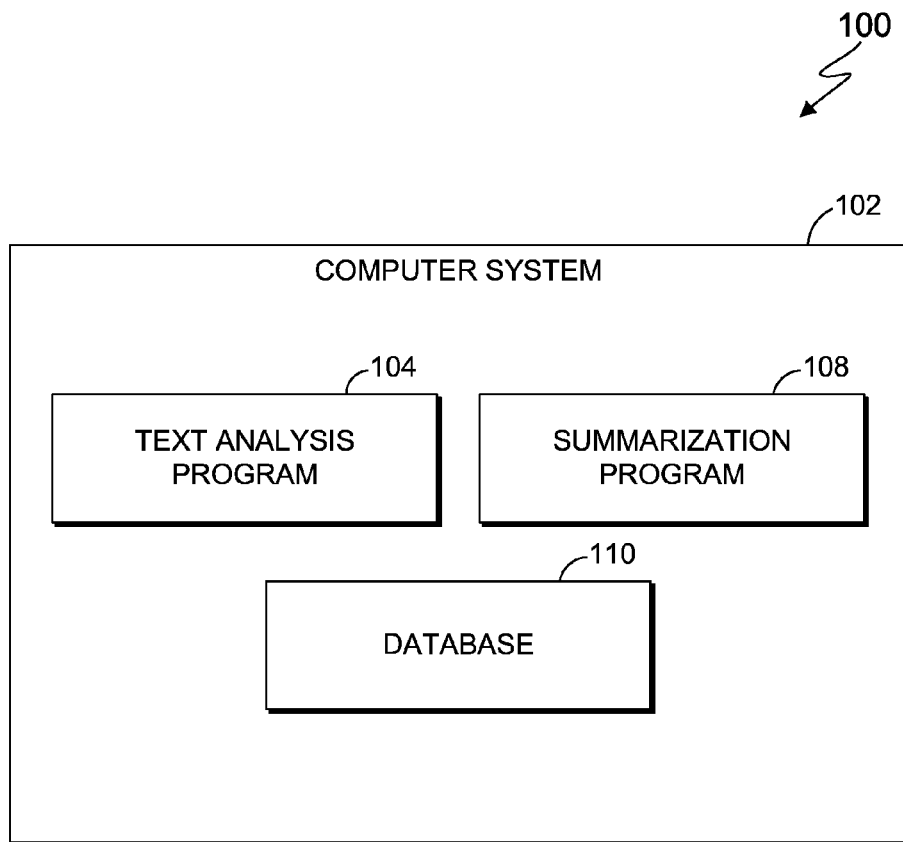 100
102
COMPUTER SYSTEM
104
TEXT ANALYSIS
PROGRAM
108
SUMMARIZATION
PROGRAM
110
DATABASE